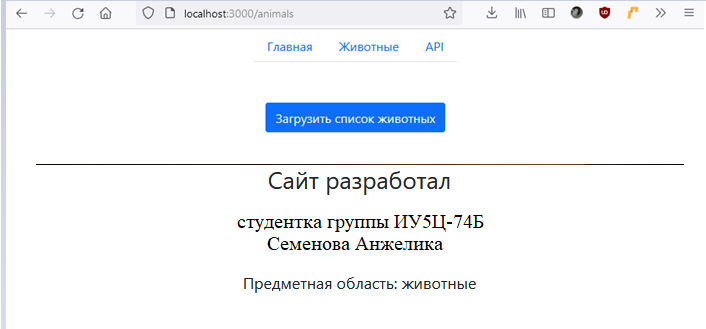 localhost:3000/animals
Главная Животные API
Загрузить список животных
Сайт разработал
студентка группы ИУ5Ц-74Б
Семенова Анжелика
Предметная область: животные